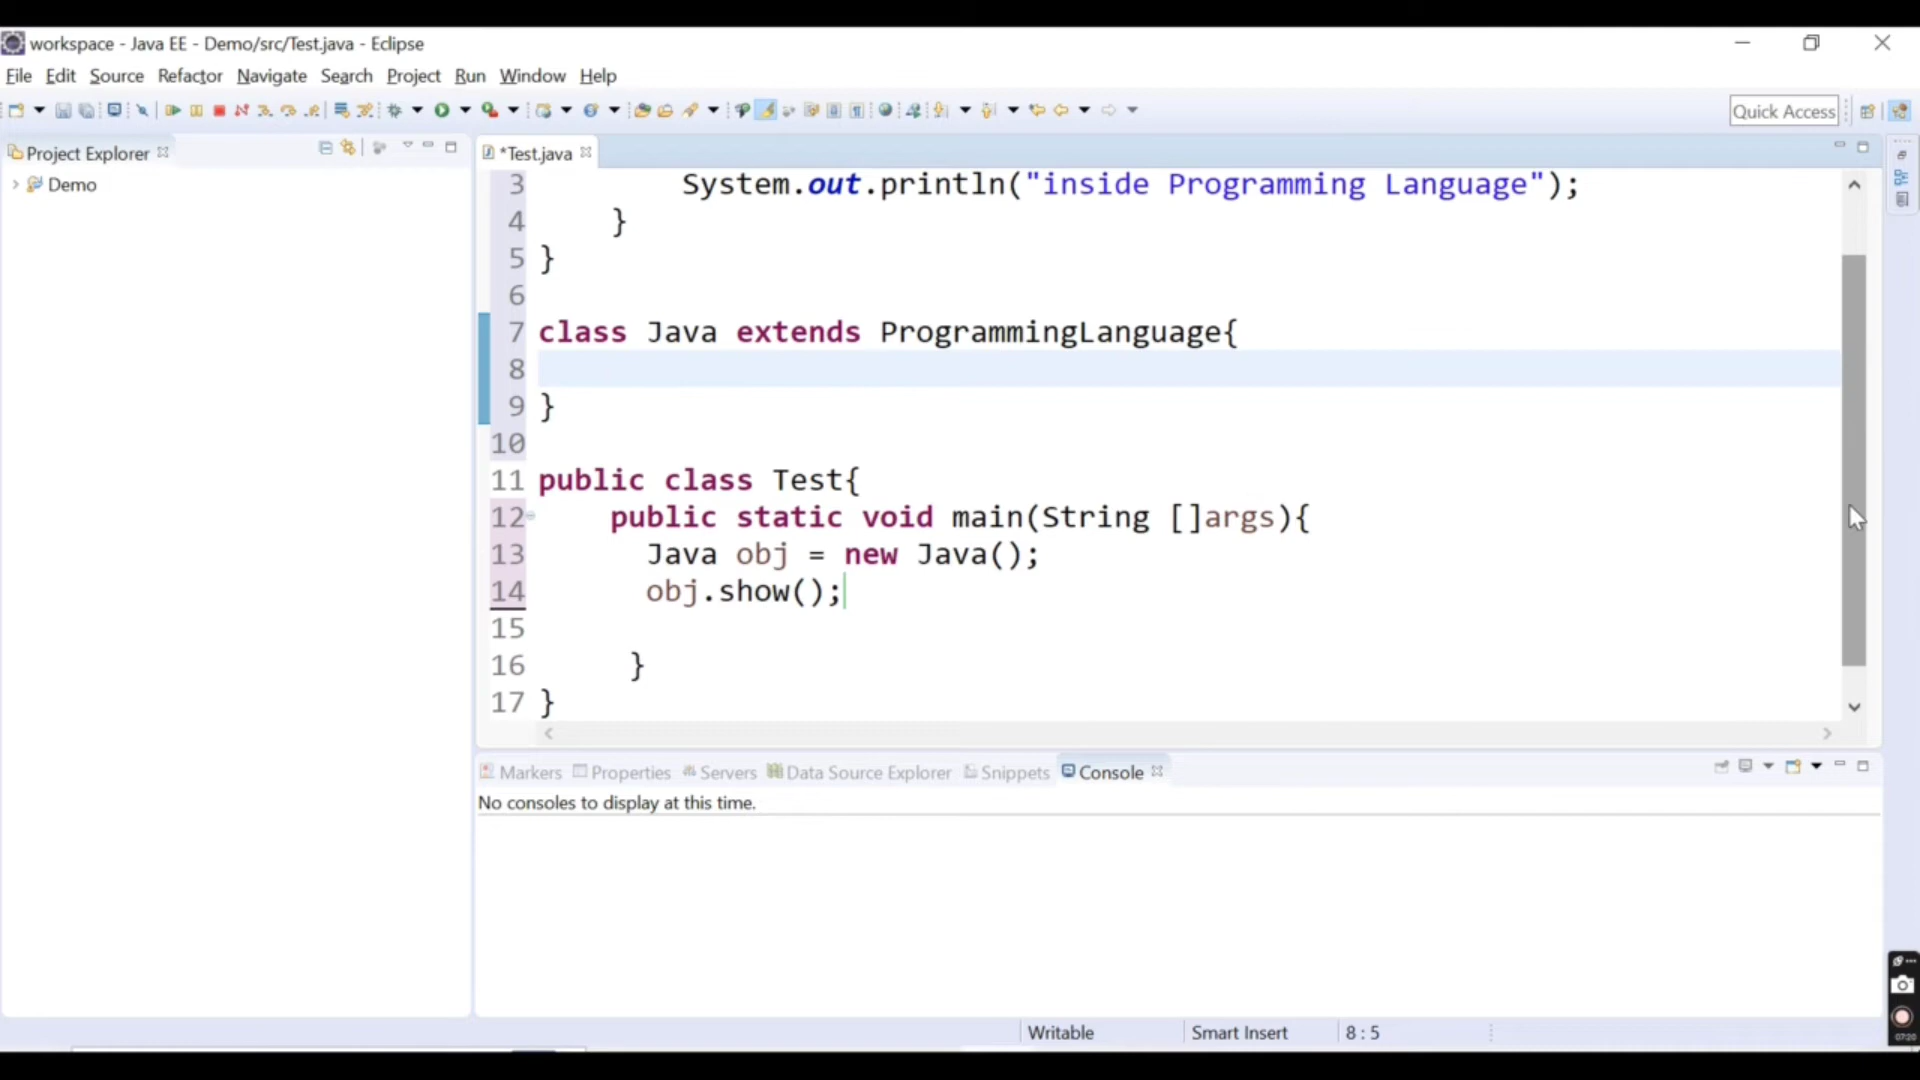 workspace - Java EE - Demo/src/Test.java - Eclipse
File Edit Source Refactor Navigate Search Project Run Window Help
Quick Access
Project Explorer
Demo
*Test.java
3 System.out.println("inside Programming Language");
4 }
5 }
6
7 class Java extends ProgrammingLanguage{
8
9 }
10
11 public class Test{
12 public static void main(String []args){
13 Java obj = new Java();
14 obj.show();
15
16 }
17 }
Markers Properties Servers Data Source Explorer Snippets Console
No consoles to display at this time.
Writable Smart Insert 8 : 5
07:20